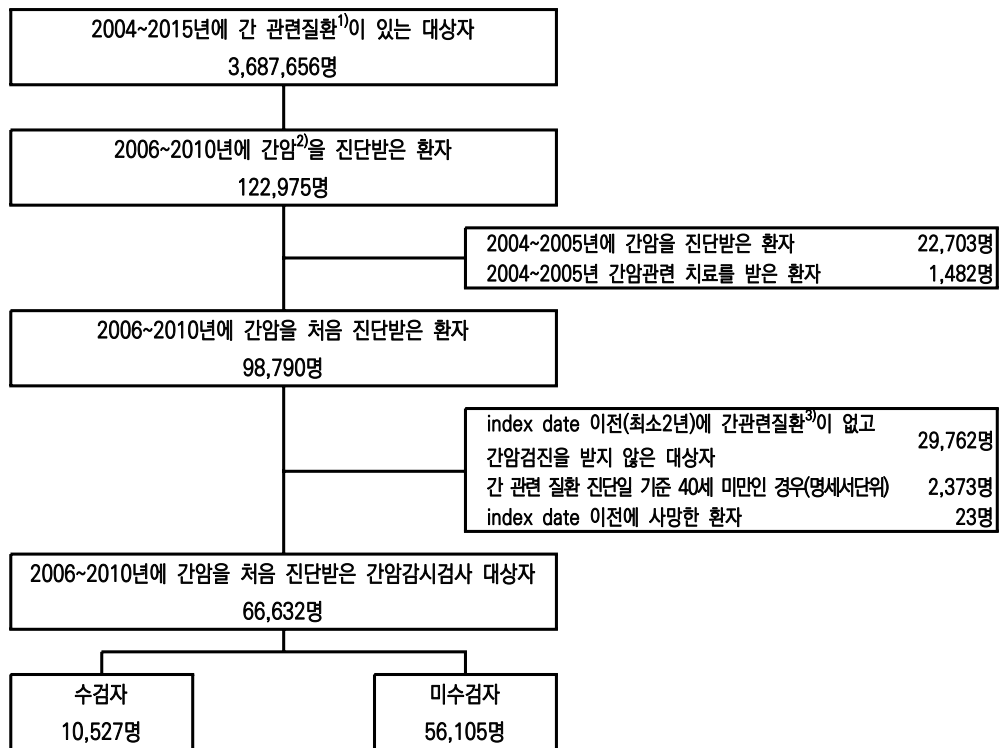 2004~2015년에 간 관련질환1)이 있는 대상자
3,687,656명
2006~2010년에 간암2)을 진단받은 환자
122,975명
2004~2005년에 간암을 진단받은 환자 22,703명
2004~2005년 간암관련 치료를 받은 환자 1,482명
2006~2010년에 간암을 처음 진단받은 환자
98,790명
index date 이전(최소2년)에 간관련질환3)이 없고
간암검진을 받지 않은 대상자 29,762명
간 관련 질환 진단일 기준 40세 미만인 경우(명세서단위) 2,373명
index date 이전에 사망한 환자 23명
2006~2010년에 간암을 처음 진단받은 간암감시검사 대상자
66,632명
수검자 미수검자
10,527명 56,105명